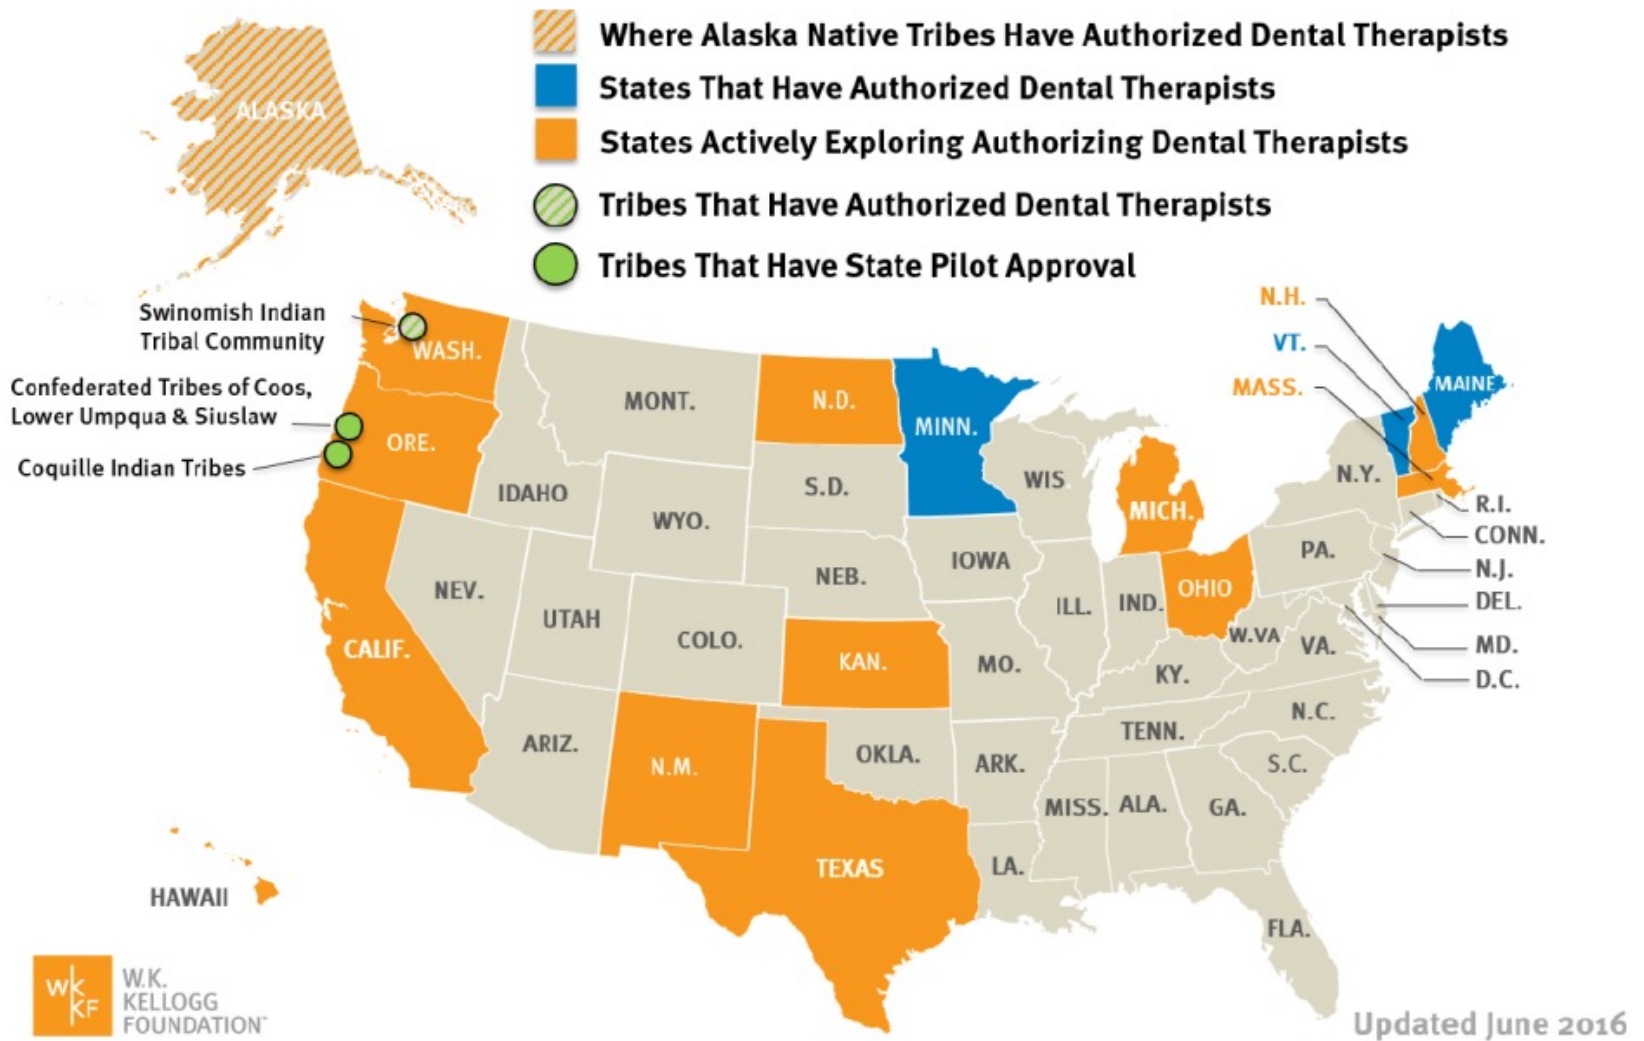 Where Alaska Native Tribes Have Authorized Dental Therapists
States That Have Authorized Dental Therapists
States Actively Exploring Authorizing Dental Therapists
Tribes That Have Authorized Dental Therapists
Tribes That Have State Pilot Approval
ALASKA
Swinomish Indian
Tribal Community
Confederated Tribes of Coos,
Lower Umpqua & Siuslaw
Coquille Indian Tribes
WASH.
ORE.
CALIF.
IDAHO
NEV.
MONT.
WYO.
UTAH
ARIZ.
COLO.
N.M.
N.D.
S.D.
NEB.
KAN.
OKLA.
TEXAS
MINN.
IOWA
MO.
ARK.
LA.
WIS.
ILL.
MICH.
IND.
OHIO
KY.
TENN.
MISS.
ALA.
GA.
FLA.
S.C.
N.C.
VA.
W.VA
PA.
N.Y.
N.H.
VT.
MASS.
MAINE
R.I.
CONN.
N.J.
DEL.
MD.
D.C.
HAWAII
WK
KF
W.K.
KELLOGG
FOUNDATION™
Updated June 2016